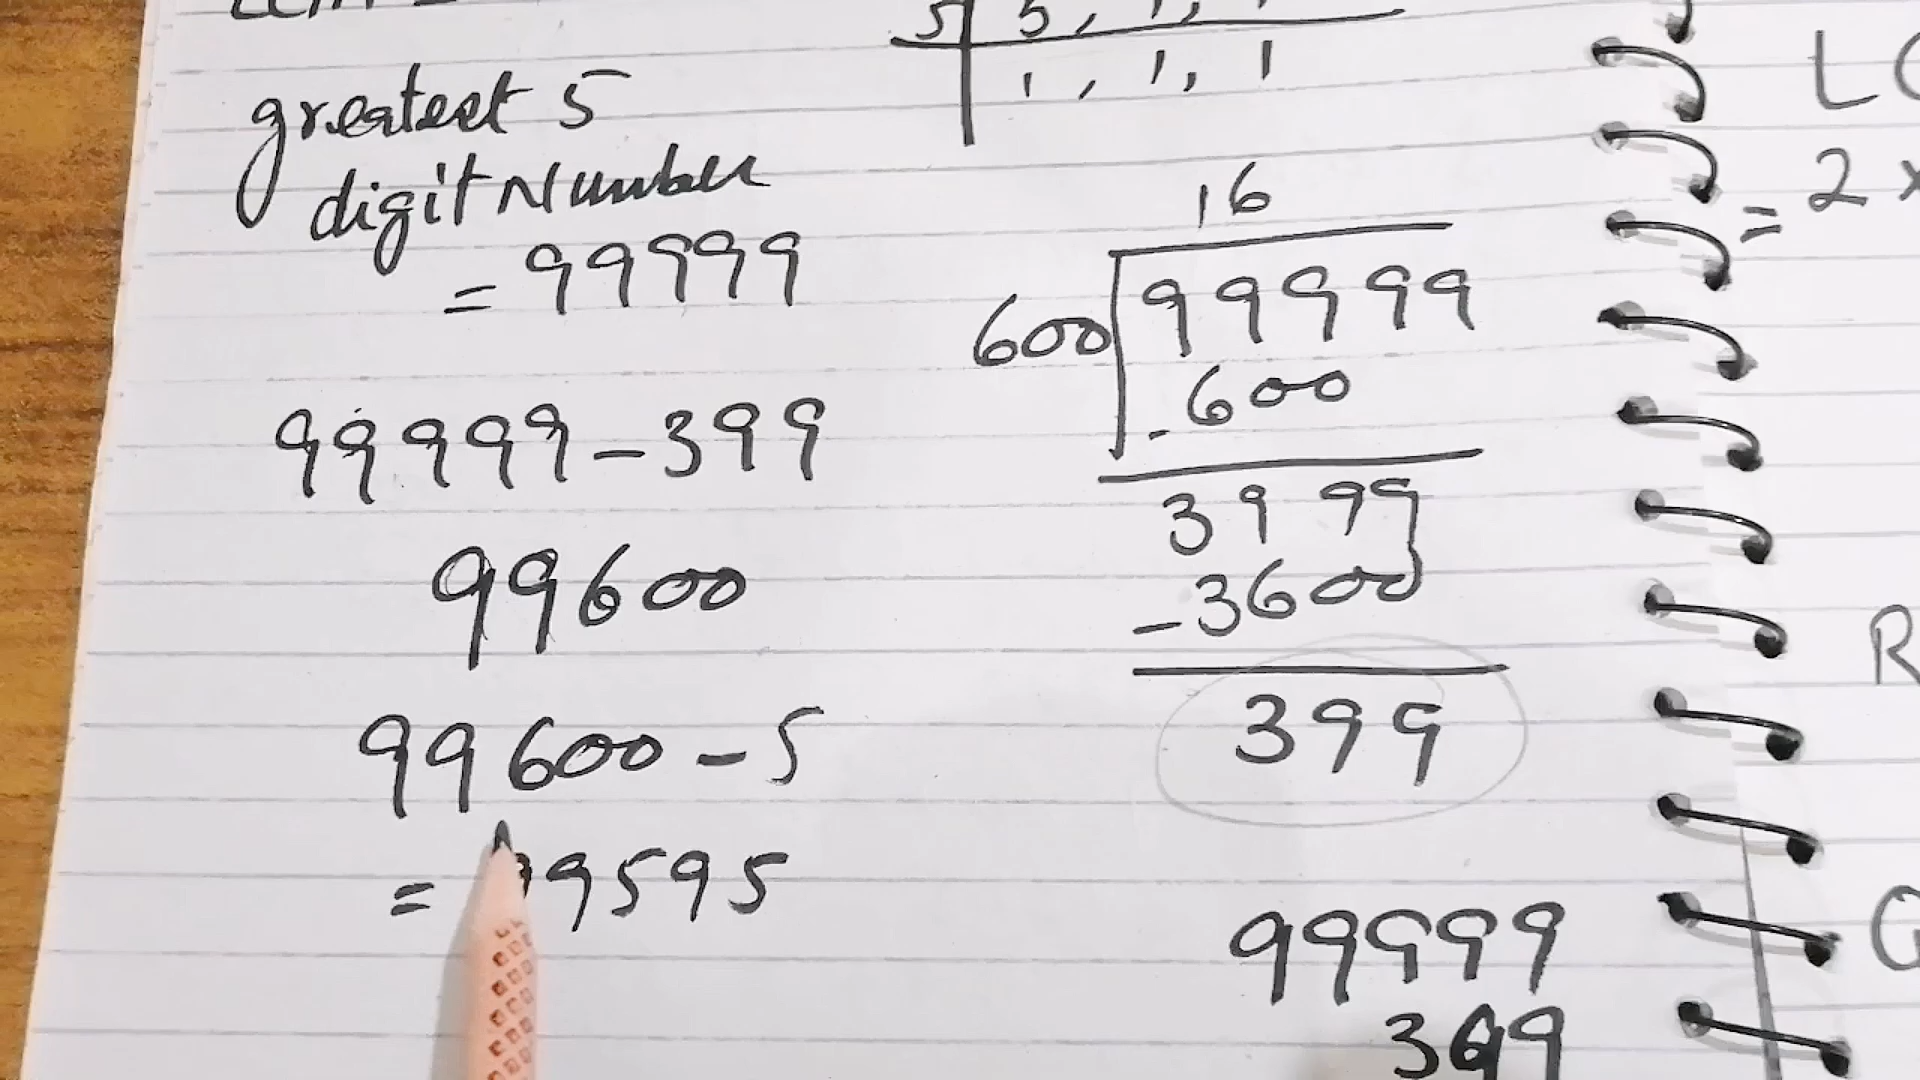 greatest 5
digit Number
= 99999
99999 - 399
99600
99600 - 5
= 99595
5 5, 1, 1
1, 1, 1
16
600 99999
- 600
3999
- 3600
399
99999
399
LC
= 2 ×
R
G